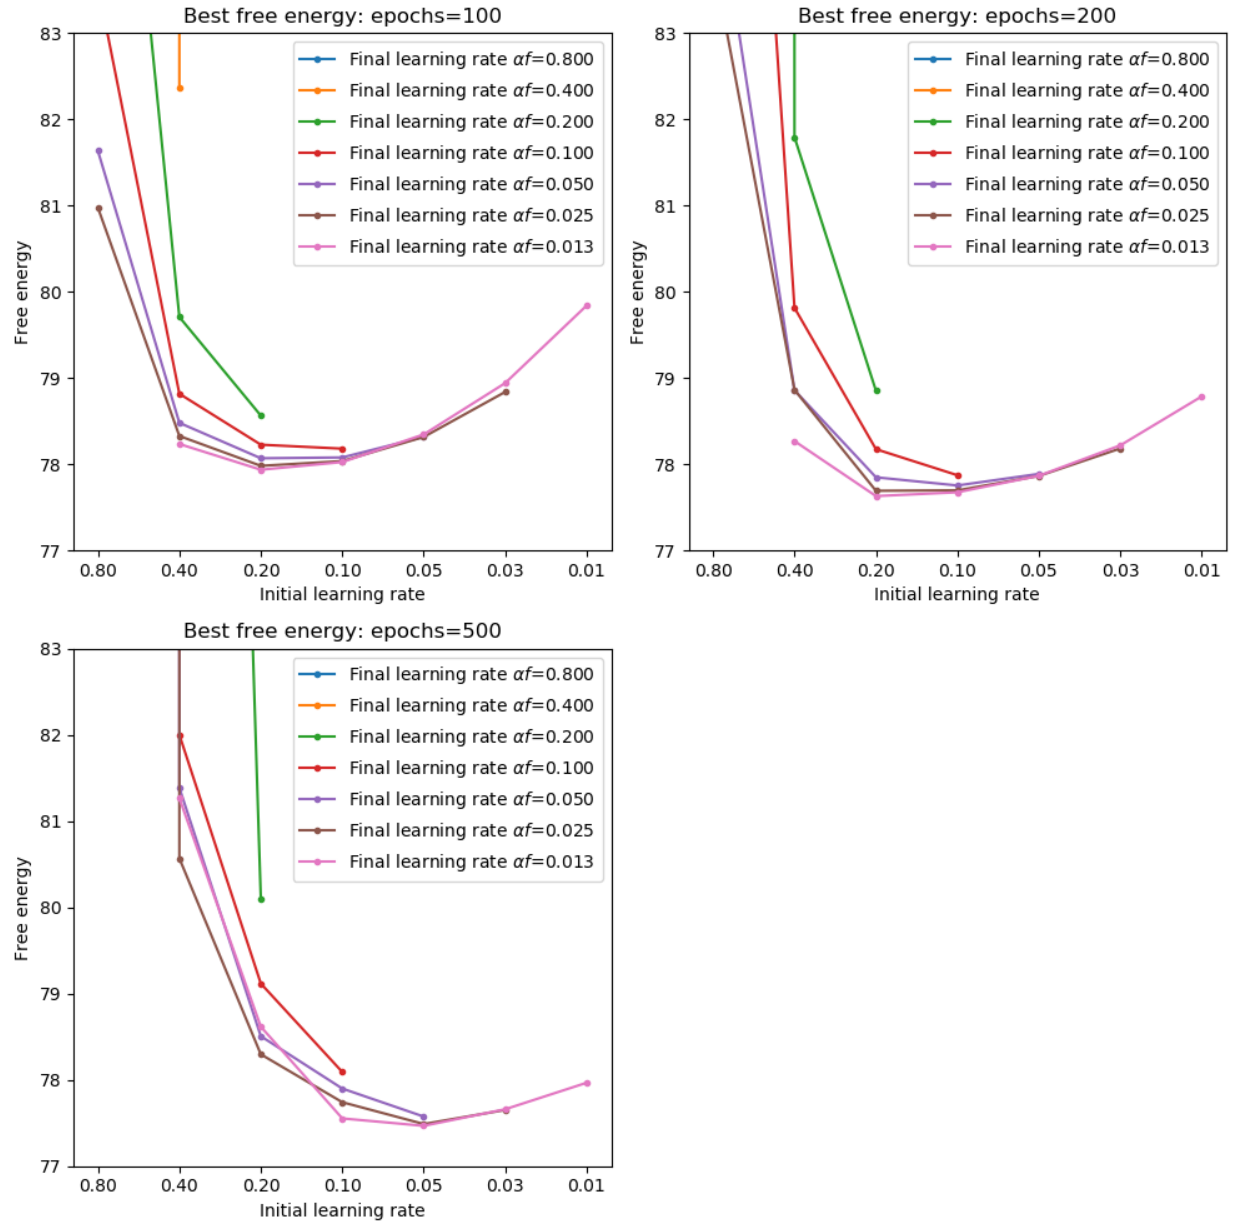 Best free energy: epochs=100
83
82
81
80
79
78
77
Free energy
Final learning rate αf=0.800
Final learning rate αf=0.400
Final learning rate αf=0.200
Final learning rate αf=0.100
Final learning rate αf=0.050
Final learning rate αf=0.025
Final learning rate αf=0.013
0.80 0.40 0.20 0.10 0.05 0.03 0.01
Initial learning rate
Best free energy: epochs=200
83
82
81
80
79
78
77
Free energy
Final learning rate αf=0.800
Final learning rate αf=0.400
Final learning rate αf=0.200
Final learning rate αf=0.100
Final learning rate αf=0.050
Final learning rate αf=0.025
Final learning rate αf=0.013
0.80 0.40 0.20 0.10 0.05 0.03 0.01
Initial learning rate
Best free energy: epochs=500
83
82
81
80
79
78
77
Free energy
Final learning rate αf=0.800
Final learning rate αf=0.400
Final learning rate αf=0.200
Final learning rate αf=0.100
Final learning rate αf=0.050
Final learning rate αf=0.025
Final learning rate αf=0.013
0.80 0.40 0.20 0.10 0.05 0.03 0.01
Initial learning rate